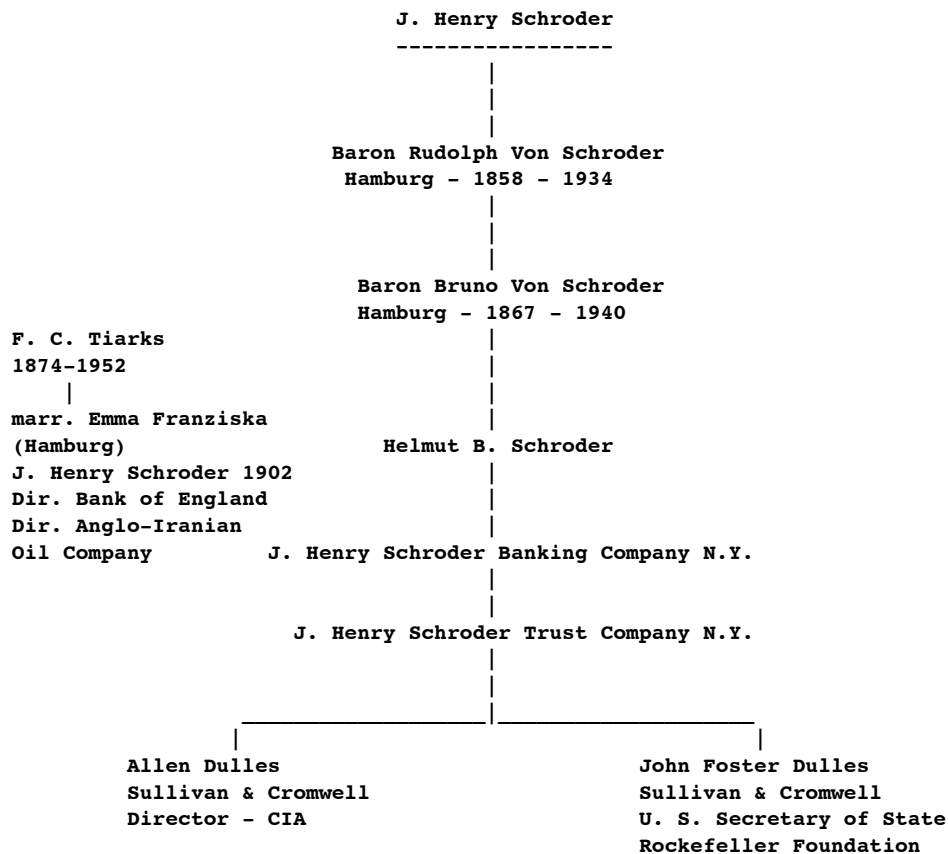 J. Henry Schroder
-----------------
Baron Rudolph Von Schroder
Hamburg - 1858 - 1934
Baron Bruno Von Schroder
Hamburg - 1867 - 1940
F. C. Tiarks
1874-1952
marr. Emma Franziska
(Hamburg)
Helmut B. Schroder
J. Henry Schroder 1902
Dir. Bank of England
Dir. Anglo-Iranian
Oil Company
J. Henry Schroder Banking Company N.Y.
J. Henry Schroder Trust Company N.Y.
Allen Dulles
Sullivan & Cromwell
Director - CIA
John Foster Dulles
Sullivan & Cromwell
U. S. Secretary of State
Rockefeller Foundation